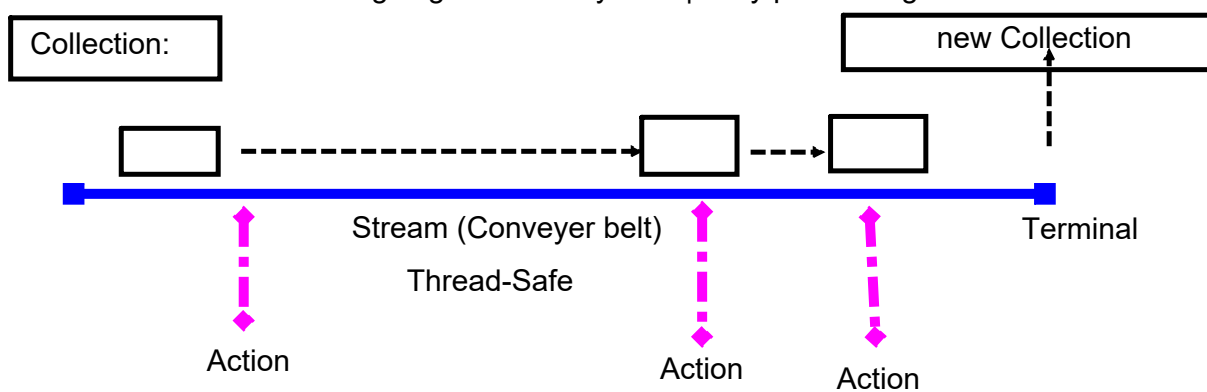 Collection:
new Collection
Stream (Conveyer belt)
Terminal
Thread-Safe
Action
Action
Action